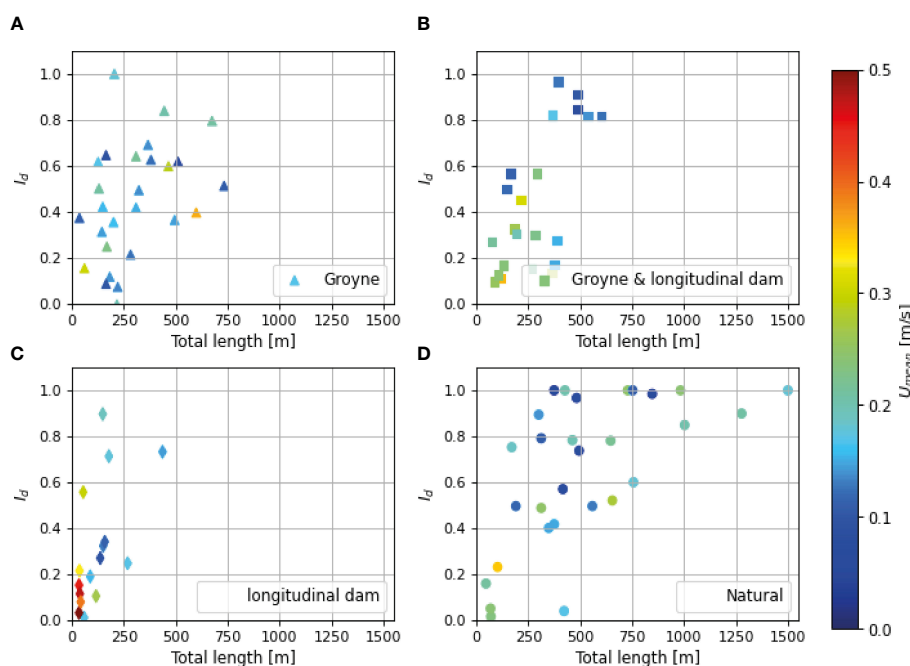 A
B
1.0
0.8
0.6
0.4
0.2
0.0
I_d
Groyne
0 250 500 750 1000 1250 1500
Total length [m]
1.0
0.8
0.6
0.4
0.2
0.0
I_d
Groyne & longitudinal dam
0 250 500 750 1000 1250 1500
Total length [m]
C
D
1.0
0.8
0.6
0.4
0.2
0.0
I_d
longitudinal dam
0 250 500 750 1000 1250 1500
Total length [m]
1.0
0.8
0.6
0.4
0.2
0.0
I_d
Natural
0 250 500 750 1000 1250 1500
Total length [m]
0.5
0.4
0.3
0.2
0.1
0.0
U_mean [m/s]